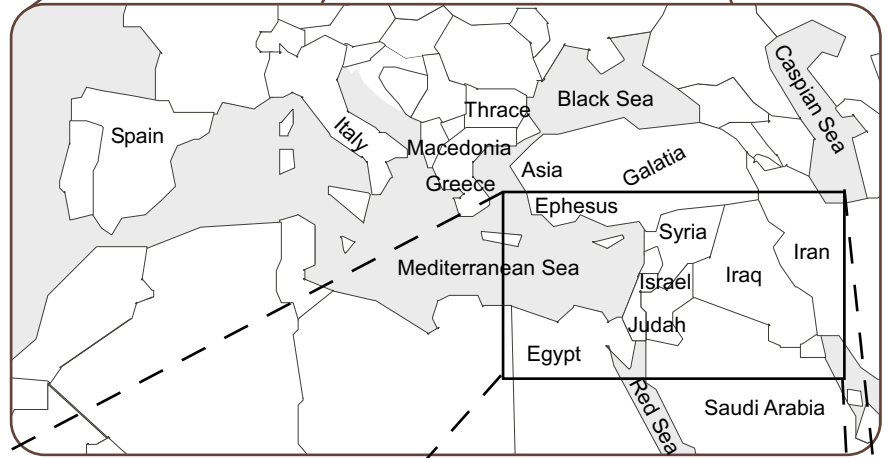 Caspian Sea
Black Sea
Thrace
Spain
Italy
Macedonia
Asia
Galatia
Greece
Ephesus
Syria
Iran
Mediterranean Sea
Israel
Iraq
Judah
Egypt
Red Sea
Saudi Arabia